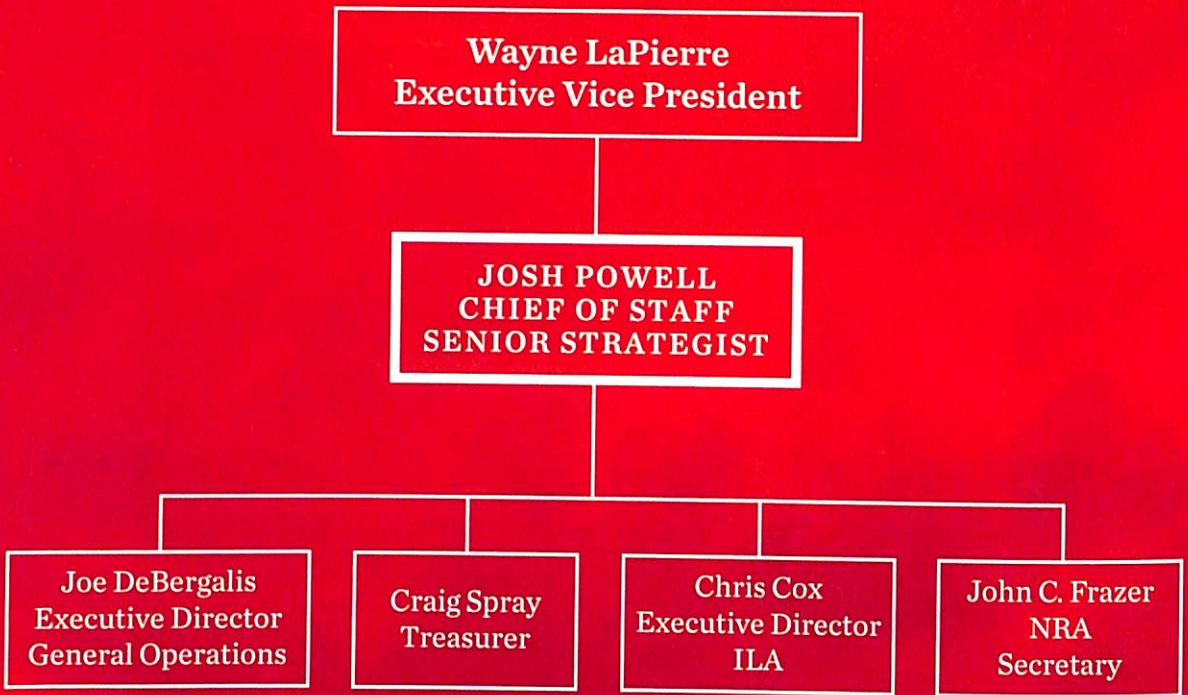 Wayne LaPierre
Executive Vice President
JOSH POWELL
CHIEF OF STAFF
SENIOR STRATEGIST
Joe DeBergalis
Executive Director
General Operations
Craig Spray
Treasurer
Chris Cox
Executive Director
ILA
John C. Frazer
NRA
Secretary